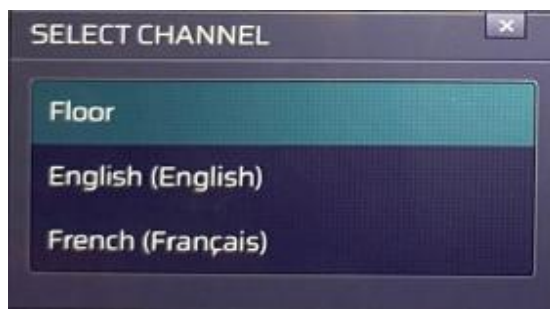 SELECT CHANNEL
Floor
English (English)
French (Français)